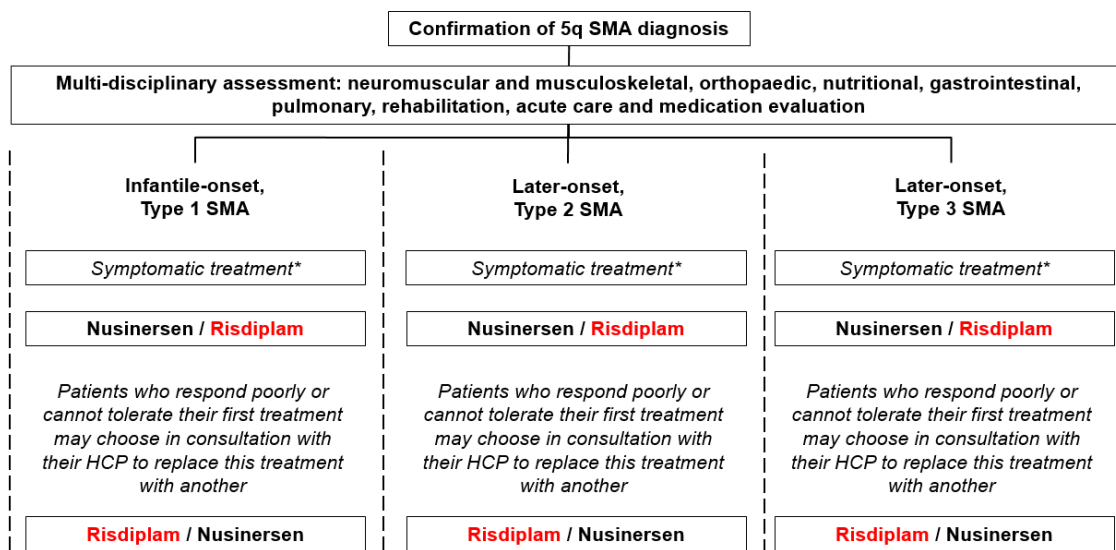 Confirmation of 5q SMA diagnosis
Multi-disciplinary assessment: neuromuscular and musculoskeletal, orthopaedic, nutritional, gastrointestinal,
pulmonary, rehabilitation, acute care and medication evaluation
Infantile-onset,
Type 1 SMA
Symptomatic treatment*
Nusinersen / Risdiplam
Patients who respond poorly or
cannot tolerate their first treatment
may choose in consultation with
their HCP to replace this treatment
with another
Risdiplam / Nusinersen
Later-onset,
Type 2 SMA
Symptomatic treatment*
Nusinersen / Risdiplam
Patients who respond poorly or
cannot tolerate their first treatment
may choose in consultation with
their HCP to replace this treatment
with another
Risdiplam / Nusinersen
Later-onset,
Type 3 SMA
Symptomatic treatment*
Nusinersen / Risdiplam
Patients who respond poorly or
cannot tolerate their first treatment
may choose in consultation with
their HCP to replace this treatment
with another
Risdiplam / Nusinersen